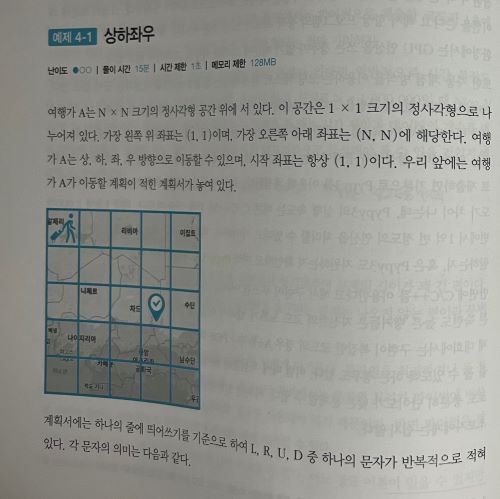 예제 4-1 상하좌우
난이도 ●○○ | 풀이 시간 15분 | 시간 제한 1초 | 메모리 제한 128MB
여행가 A는 N × N 크기의 정사각형 공간 위에 서 있다. 이 공간은 1 × 1 크기의 정사각형으로 나
누어져 있다. 가장 왼쪽 위 좌표는 (1, 1)이며, 가장 오른쪽 아래 좌표는 (N, N)에 해당한다. 여행
가 A는 상, 하, 좌, 우 방향으로 이동할 수 있으며, 시작 좌표는 항상 (1, 1)이다. 우리 앞에는 여행
가 A가 이동할 계획이 적힌 계획서가 놓여 있다.
알제리
리비아
이집트
니제르
차드
수단
나이지리아
남수단
카메룬
공화국
계획서에는 하나의 줄에 띄어쓰기를 기준으로 하여 L, R, U, D 중 하나의 문자가 반복적으로 적혀
있다. 각 문자의 의미는 다음과 같다.